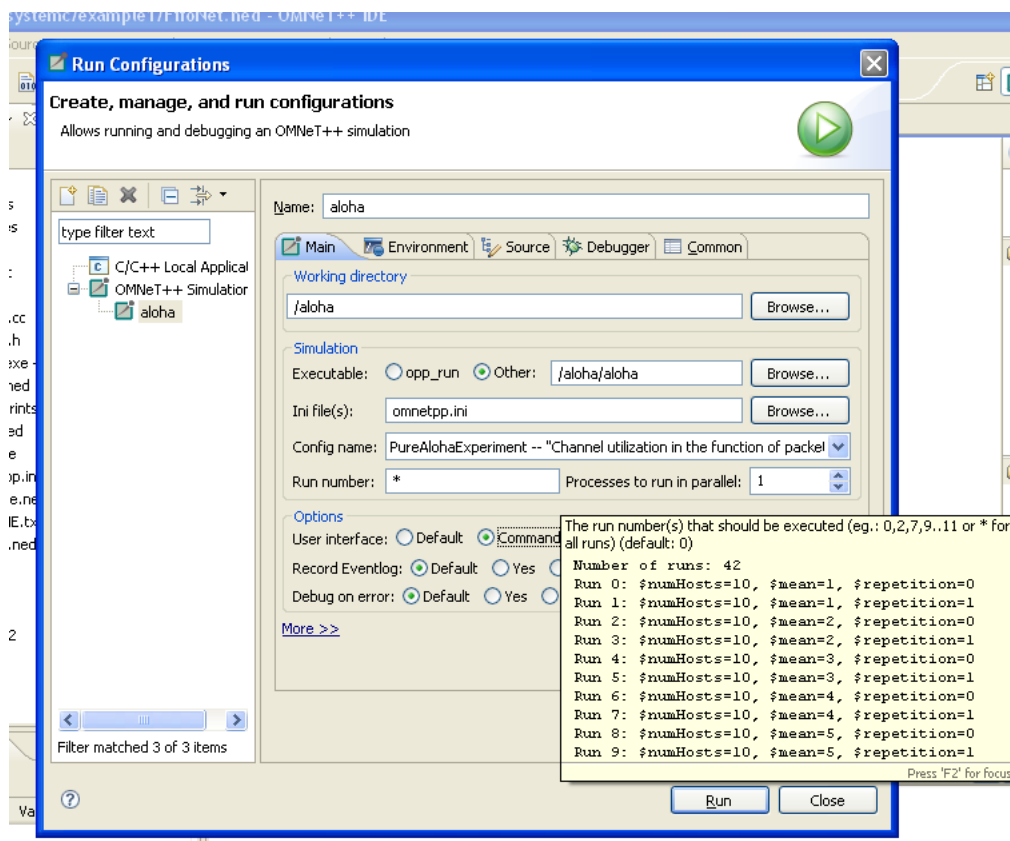 systemc/example1/FifoNet.ned - OMNeT++ IDE
Run Configurations
Create, manage, and run configurations
Allows running and debugging an OMNeT++ simulation
type filter text
C/C++ Local Applicat
OMNeT++ Simulation
aloha
Filter matched 3 of 3 items
Name: aloha
Main Environment Source Debugger Common
Working directory
/aloha Browse...
Simulation
Executable: opp_run Other: /aloha/aloha Browse...
Ini file(s): omnetpp.ini Browse...
Config name: PureAlohaExperiment -- "Channel utilization in the function of packet
Run number: * Processes to run in parallel: 1
Options
User interface: Default Command
Record Eventlog: Default Yes
Debug on error: Default Yes
More >>
The run number(s) that should be executed (eg.: 0,2,7,9..11 or * for
all runs) (default: 0)
Number of runs: 42
Run 0: $numHosts=10, $mean=1, $repetition=0
Run 1: $numHosts=10, $mean=1, $repetition=1
Run 2: $numHosts=10, $mean=2, $repetition=0
Run 3: $numHosts=10, $mean=2, $repetition=1
Run 4: $numHosts=10, $mean=3, $repetition=0
Run 5: $numHosts=10, $mean=3, $repetition=1
Run 6: $numHosts=10, $mean=4, $repetition=0
Run 7: $numHosts=10, $mean=4, $repetition=1
Run 8: $numHosts=10, $mean=5, $repetition=0
Run 9: $numHosts=10, $mean=5, $repetition=1
Press 'F2' for focus
Run Close